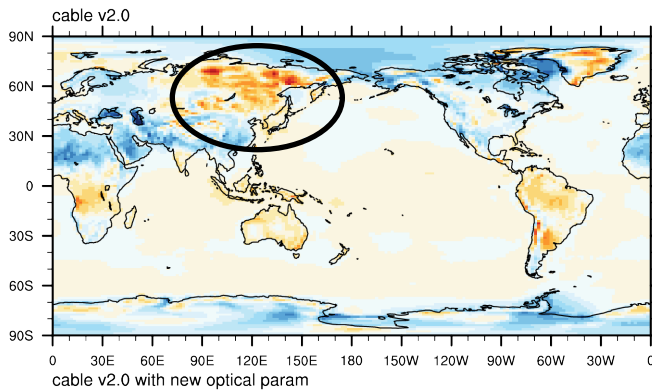 cable v2.0
90N
60N
30N
0
30S
60S
90S
0 30E 60E 90E 120E 150E 180 150W 120W 90W 60W 30W 0
cable v2.0 with new optical param